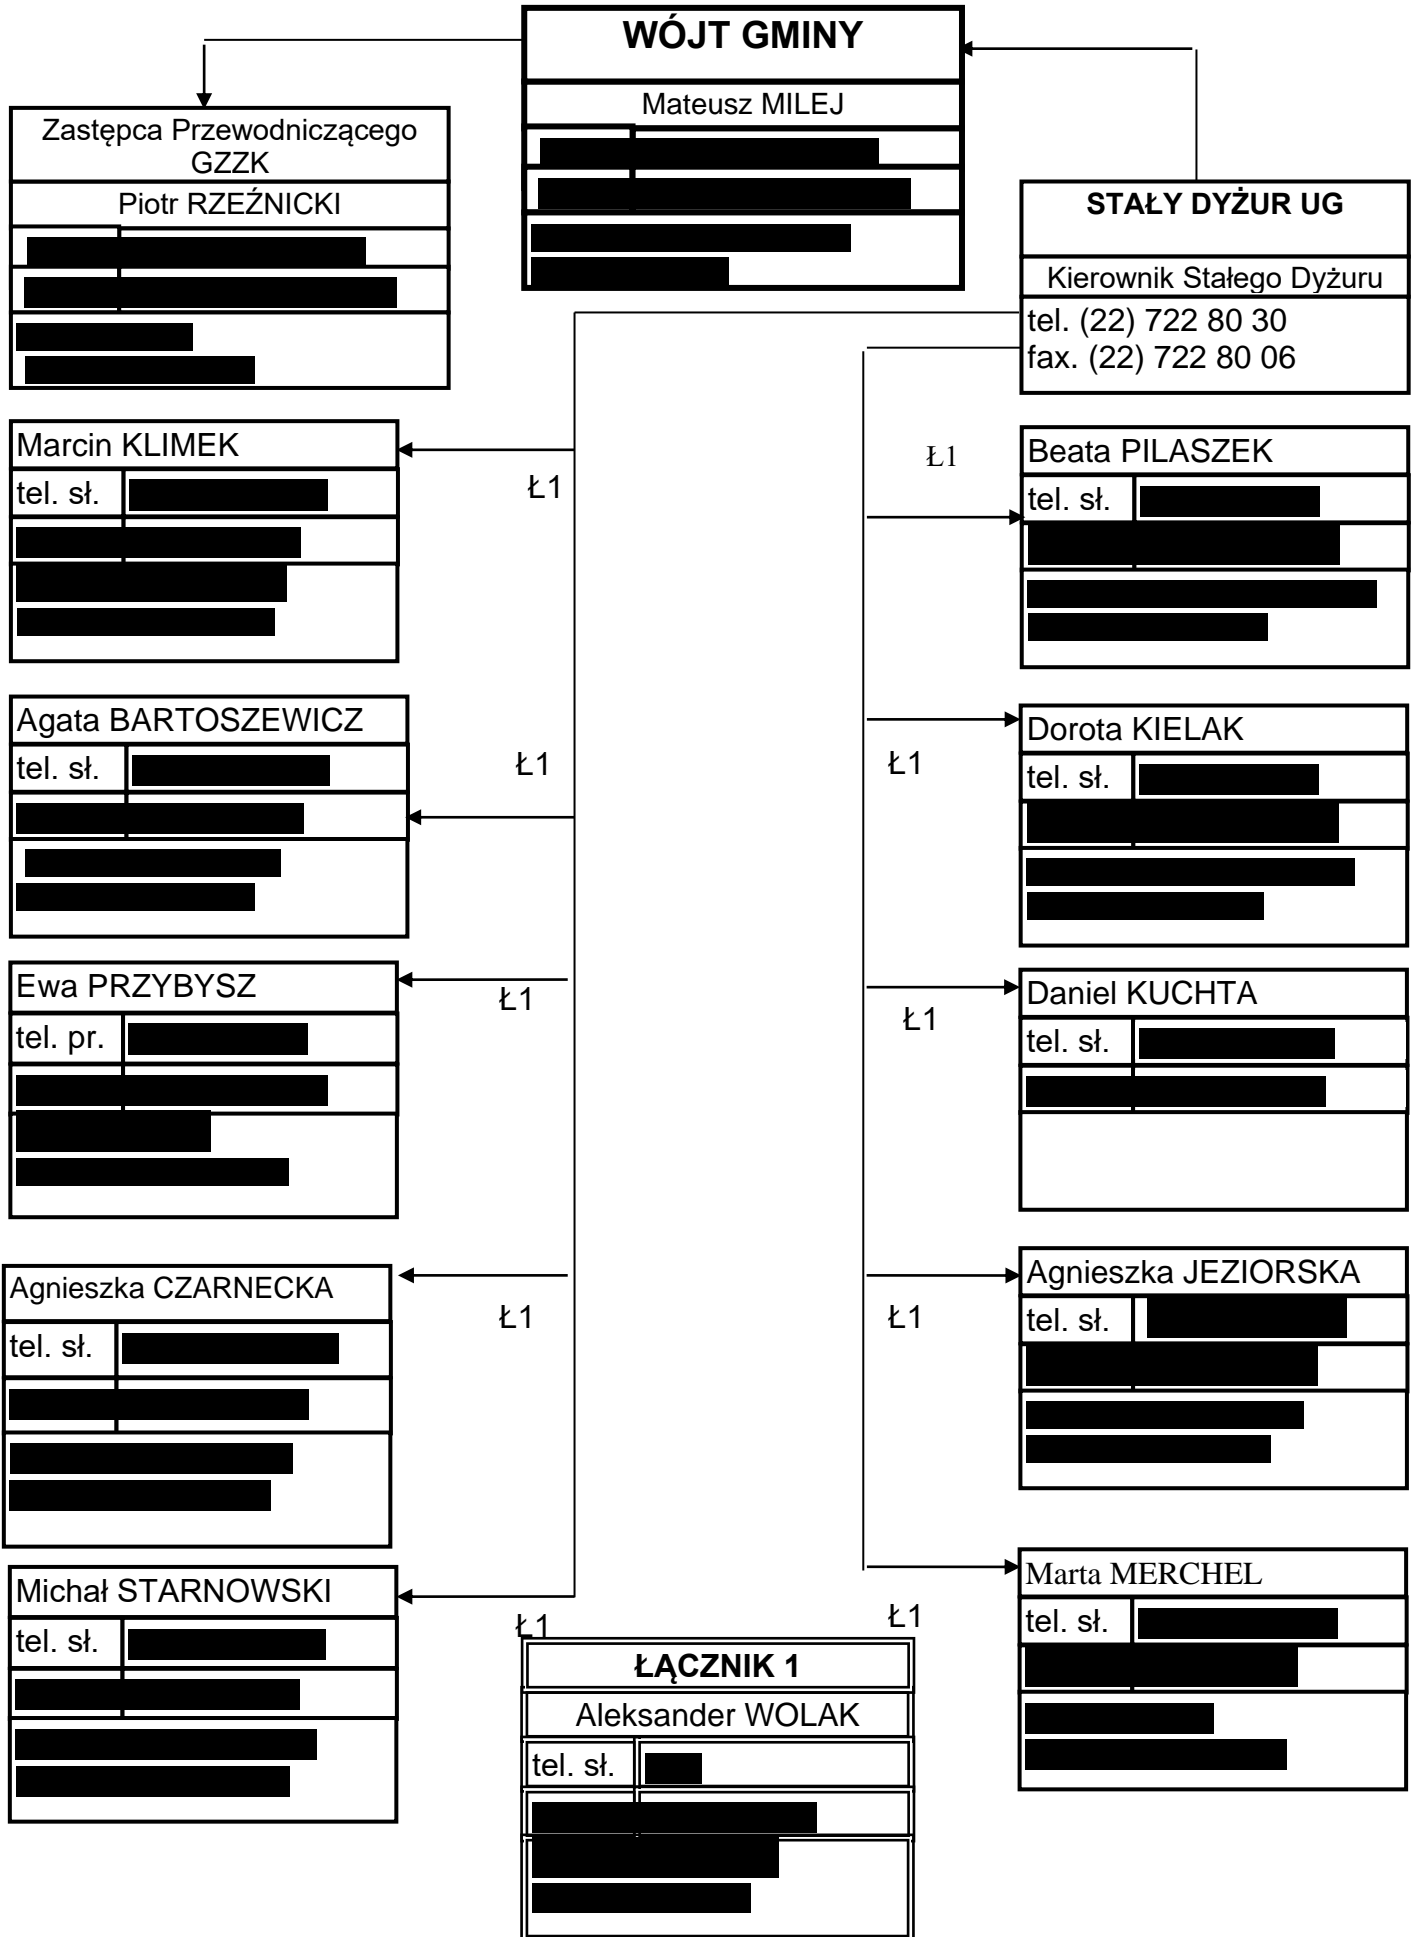 WÓJT GMINY
Mateusz MILEJ
Zastępca Przewodniczącego
GZZK
Piotr RZEŹNICKI
STAŁY DYŻUR UG
Kierownik Stałego Dyżuru
tel. (22) 722 80 30
fax. (22) 722 80 06
Marcin KLIMEK
tel. sł.
Ł1
Ł1
Beata PILASZEK
tel. sł.
Agata BARTOSZEWICZ
tel. sł.
Ł1
Ł1
Dorota KIELAK
tel. sł.
Ewa PRZYBYSZ
tel. pr.
Ł1
Ł1
Daniel KUCHTA
tel. sł.
Agnieszka CZARNECKA
tel. sł.
Ł1
Ł1
Agnieszka JEZIORSKA
tel. sł.
Michał STARNOWSKI
tel. sł.
Ł1
Ł1
Marta MERCHEL
tel. sł.
ŁĄCZNIK 1
Aleksander WOLAK
tel. sł.